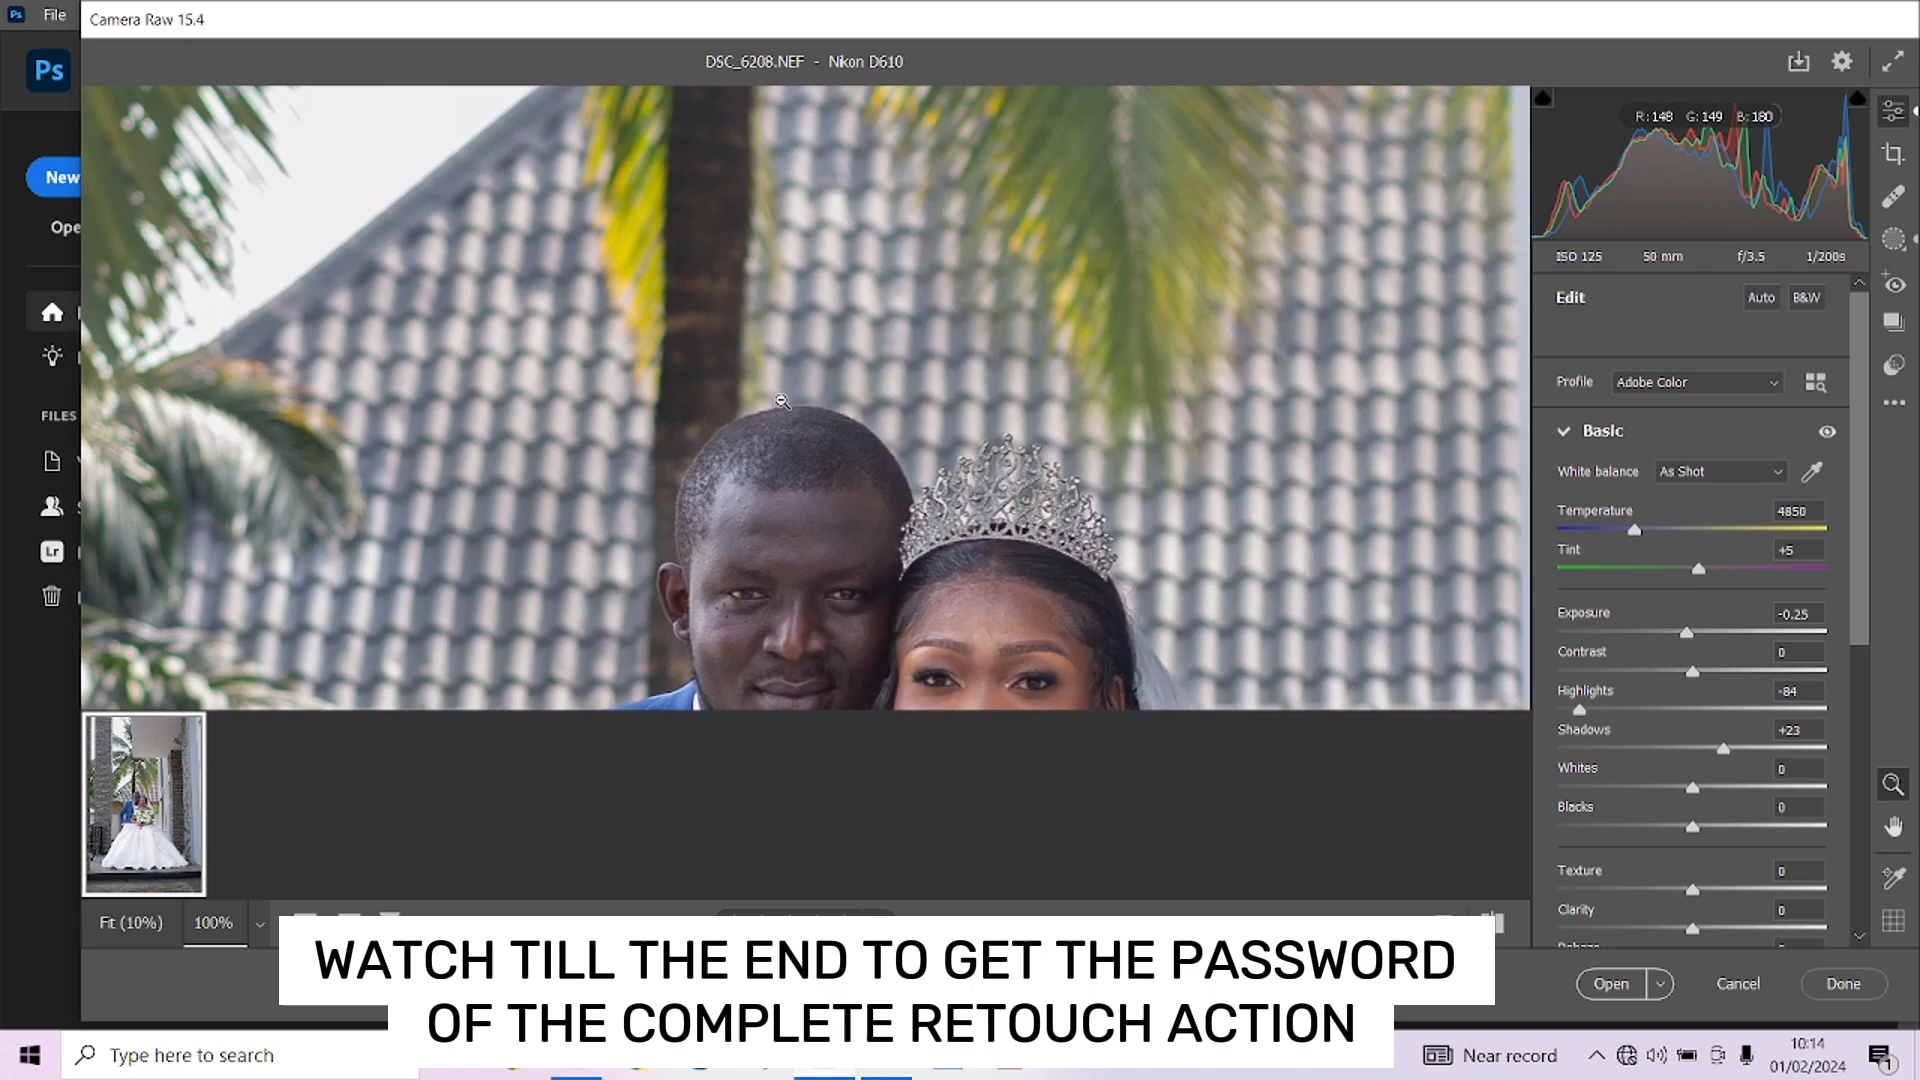 Ps File
Camera Raw 15.4
DSC_6208.NEF - Nikon D610
Ps
New
Ope
FILES
Lr
R: 148 G: 149 B: 180
ISO 125 50 mm f/3.5 1/200s
Edit Auto B&W
Profile Adobe Color
Basic
White balance As Shot
Temperature 4850
Tint +5
Exposure -0.25
Contrast 0
Highlights -84
Shadows +23
Whites 0
Blacks 0
Texture 0
Clarity 0
Fit (10%) 100%
WATCH TILL THE END TO GET THE PASSWORD
OF THE COMPLETE RETOUCH ACTION
Open Cancel Done
Type here to search
Near record
10:14
01/02/2024
1